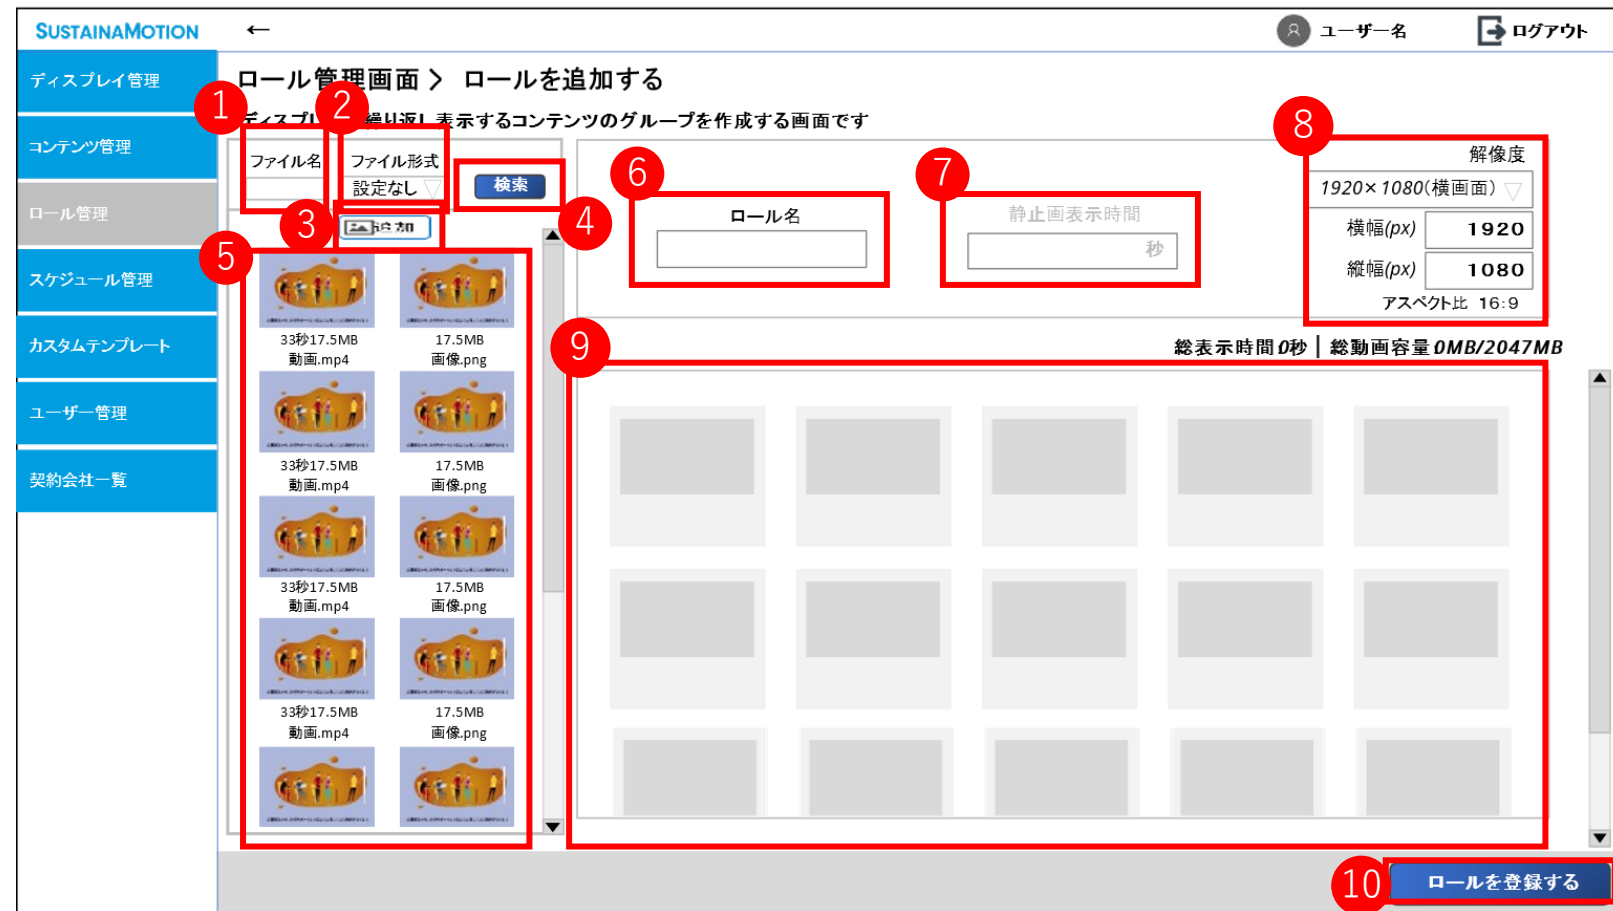 SUSTAINAMOTION
←
ユーザー名
ログアウト
ディスプレイ管理
コンテンツ管理
ロール管理
スケジュール管理
カスタムテンプレート
ユーザー管理
契約会社一覧
ロール管理画面 > ロールを追加する
ディスプレ 繰り返し表示するコンテンツのグループを作成する画面です
1
2
ファイル名
ファイル形式
設定なし
検索
3
追加
4
5
33秒17.5MB
動画.mp4
17.5MB
画像.png
33秒17.5MB
動画.mp4
17.5MB
画像.png
33秒17.5MB
動画.mp4
17.5MB
画像.png
33秒17.5MB
動画.mp4
17.5MB
画像.png
6
ロール名
7
静止画表示時間
秒
8
解像度
1920×1080(横画面)
横幅(px)
1920
縦幅(px)
1080
アスペクト比 16:9
9
総表示時間0秒 | 総動画容量0MB/2047MB
10
ロールを登録する